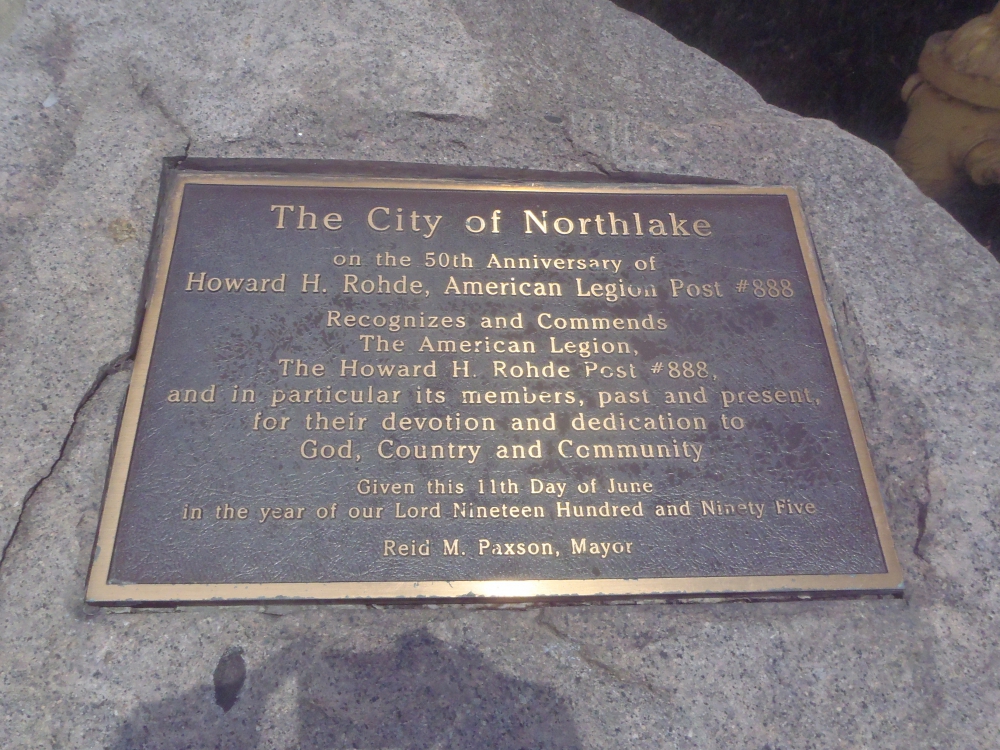 The City of Northlake
on the 50th Anniversary of
Howard H. Rohde, American Legion Post #888
Recognizes and Commends
The American Legion,
The Howard H. Rohde Post #888,
and in particular its members, past and present,
for their devotion and dedication to
God, Country and Community
Given this 11th Day of June
in the year of our Lord Nineteen Hundred and Ninety Five
Reid M. Paxson, Mayor